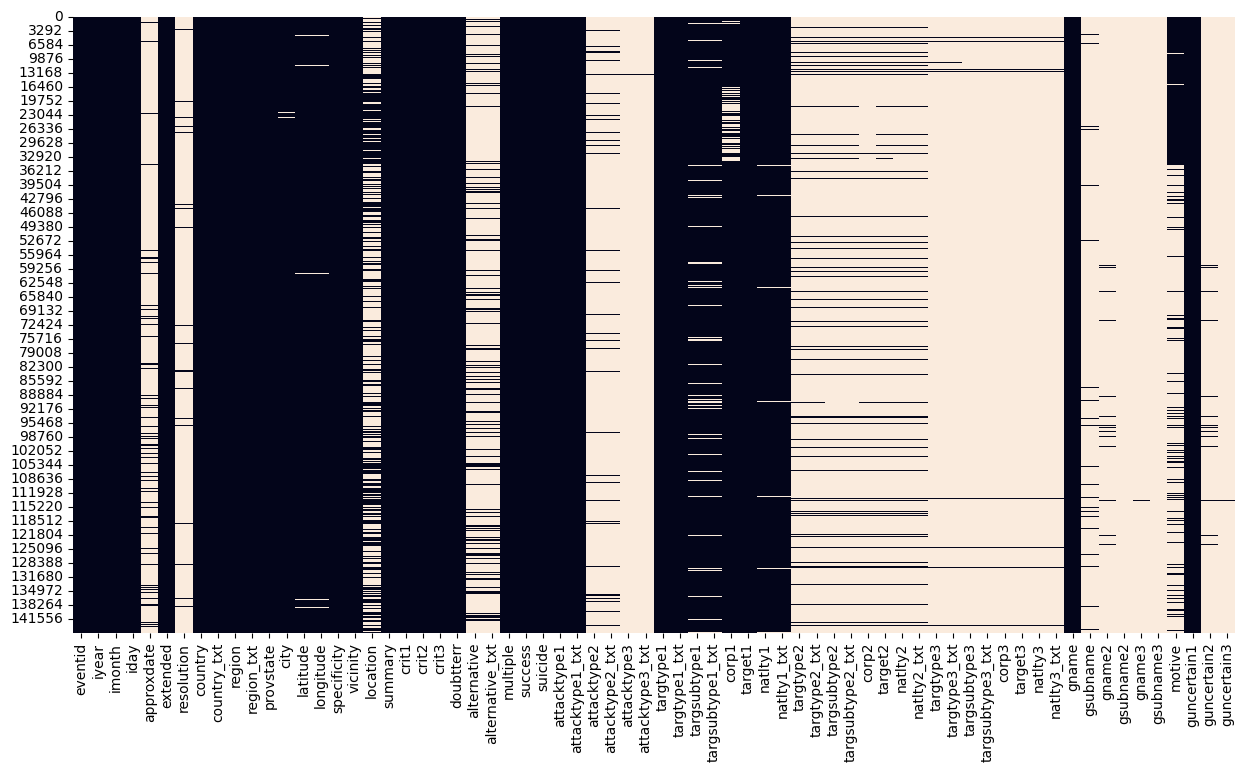 0
3292
6584
9876
13168
16460
19752
23044
26336
29628
32920
36212
39504
42796
46088
49380
52672
55964
59256
62548
65840
69132
72424
75716
79008
82300
85592
88884
92176
95468
98760
102052
105344
108636
111928
115220
118512
121804
125096
128388
131680
134972
138264
141556
eventid
iyear
imonth
iday
approxdate
extended
resolution
country
country_txt
region
region_txt
provstate
city
latitude
longitude
specificity
vicinity
location
summary
crit1
crit2
crit3
doubtterr
alternative
alternative_txt
multiple
success
suicide
attacktype1
attacktype1_txt
attacktype2
attacktype2_txt
attacktype3
attacktype3_txt
targtype1
targtype1_txt
targsubtype1
targsubtype1_txt
corp1
target1
natlty1
natlty1_txt
targtype2
targtype2_txt
targsubtype2
targsubtype2_txt
corp2
target2
natlty2
natlty2_txt
targtype3
targtype3_txt
targsubtype3
targsubtype3_txt
corp3
target3
natlty3
natlty3_txt
gname
gsubname
gname2
gsubname2
gname3
gsubname3
motive
guncertain1
guncertain2
guncertain3